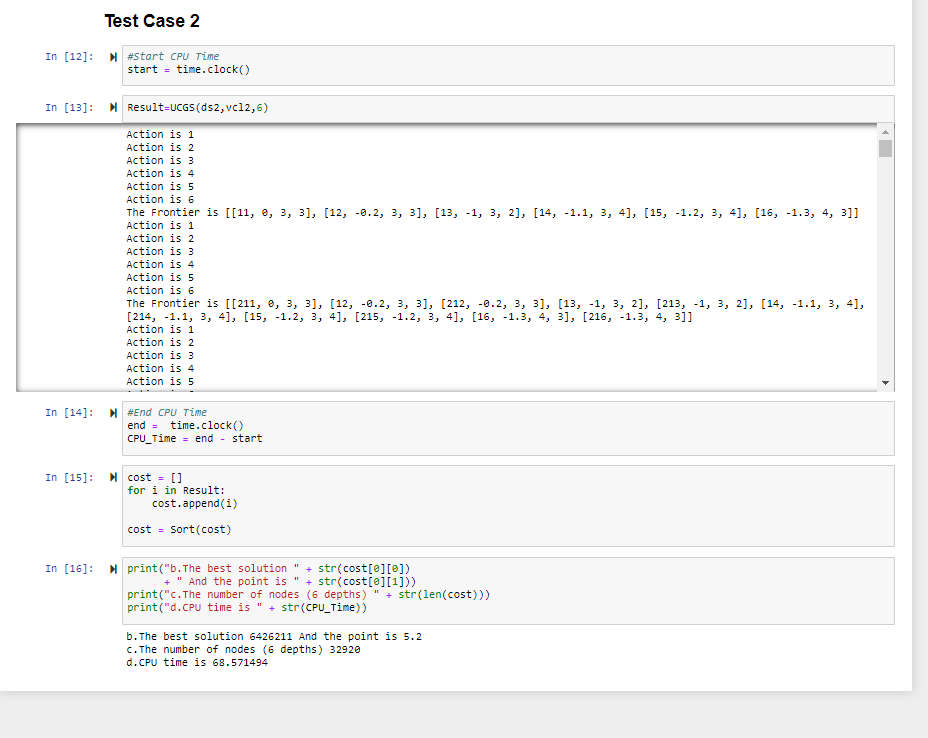 Test Case 2
In [12]:
#Start CPU Time
start = time.clock()
In [13]:
Result=UCGS(ds2,vcl2,6)
Action is 1
Action is 2
Action is 3
Action is 4
Action is 5
Action is 6
The Frontier is [[11, 0, 3, 3], [12, -0.2, 3, 3], [13, -1, 3, 2], [14, -1.1, 3, 4], [15, -1.2, 3, 4], [16, -1.3, 4, 3]]
Action is 1
Action is 2
Action is 3
Action is 4
Action is 5
Action is 6
The Frontier is [[211, 0, 3, 3], [12, -0.2, 3, 3], [212, -0.2, 3, 3], [13, -1, 3, 2], [213, -1, 3, 2], [14, -1.1, 3, 4],
[214, -1.1, 3, 4], [15, -1.2, 3, 4], [215, -1.2, 3, 4], [16, -1.3, 4, 3], [216, -1.3, 4, 3]]
Action is 1
Action is 2
Action is 3
Action is 4
Action is 5
In [14]:
#End CPU Time
end =  time.clock()
CPU_Time = end - start
In [15]:
cost = []
for i in Result:
    cost.append(i)
cost = Sort(cost)
In [16]:
print("b.The best solution " + str(cost[0][0])
      + " And the point is " + str(cost[0][1]))
print("c.The number of nodes (6 depths) " + str(len(cost)))
print("d.CPU time is " + str(CPU_Time))
b.The best solution 6426211 And the point is 5.2
c.The number of nodes (6 depths) 32920
d.CPU time is 68.571494